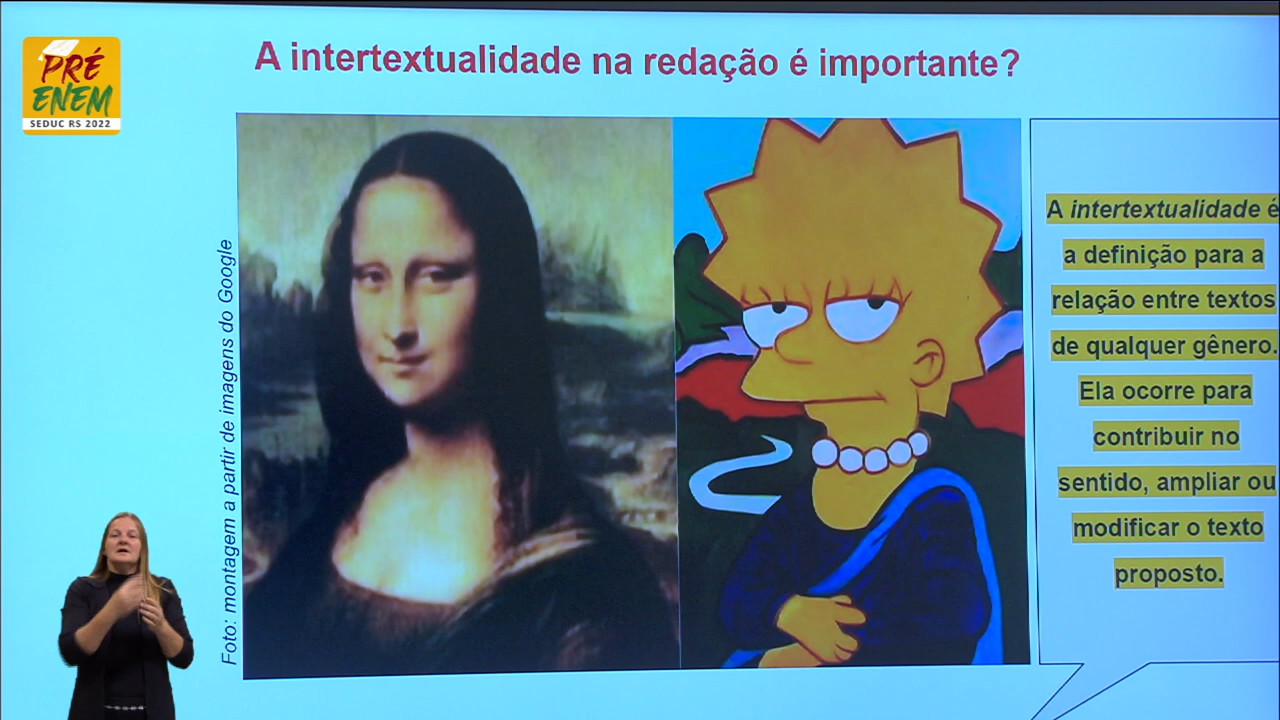 PRÉ
ENEM
SEDUC RS 2022
A intertextualidade na redação é importante?
Foto: montagem a partir de imagens do Google
A intertextualidade é
a definição para a
relação entre textos
de qualquer gênero.
Ela ocorre para
contribuir no
sentido, ampliar ou
modificar o texto
proposto.